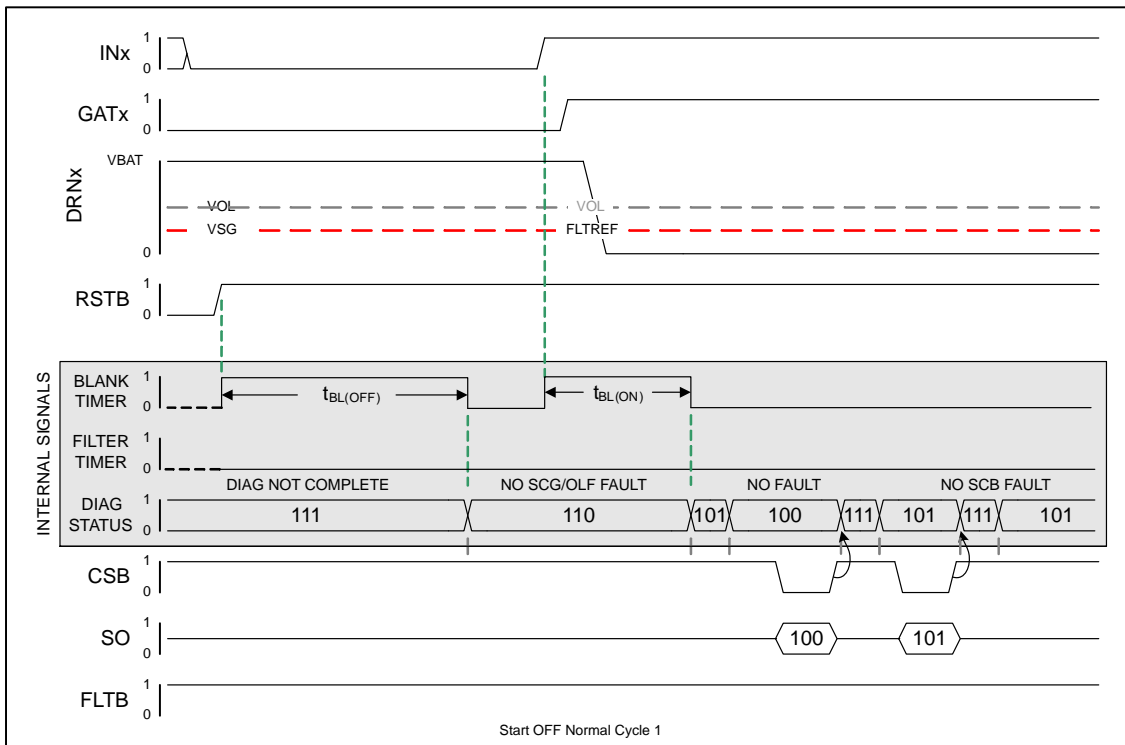 INx 1 0
GATx 1 0
DRNx VBAT 0
VOL VOL
VSG FLTREF
RSTB 1 0
INTERNAL SIGNALS
BLANK TIMER 1 0 tBL(OFF) tBL(ON)
FILTER TIMER 1 0
DIAG NOT COMPLETE NO SCG/OLF FAULT NO FAULT NO SCB FAULT
DIAG STATUS 1 0 111 110 101 100 111 101 111 101
CSB 1 0
SO 1 0 100 101
FLTB 1 0
Start OFF Normal Cycle 1